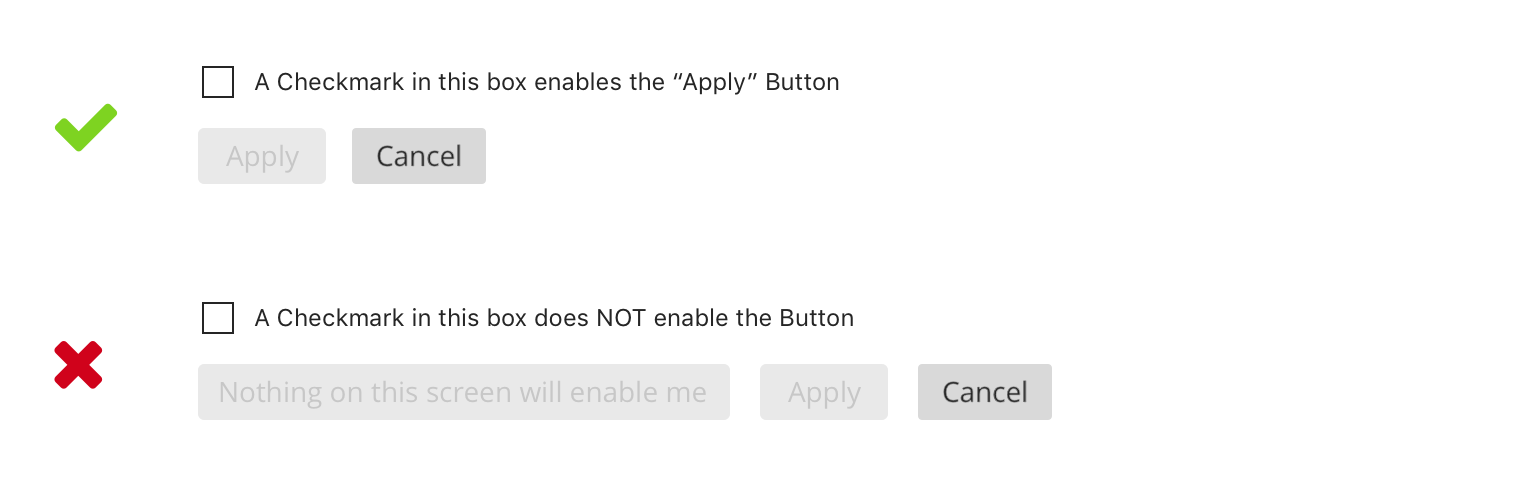 A Checkmark in this box enables the “Apply” Button
Apply Cancel
A Checkmark in this box does NOT enable the Button
Nothing on this screen will enable me Apply Cancel